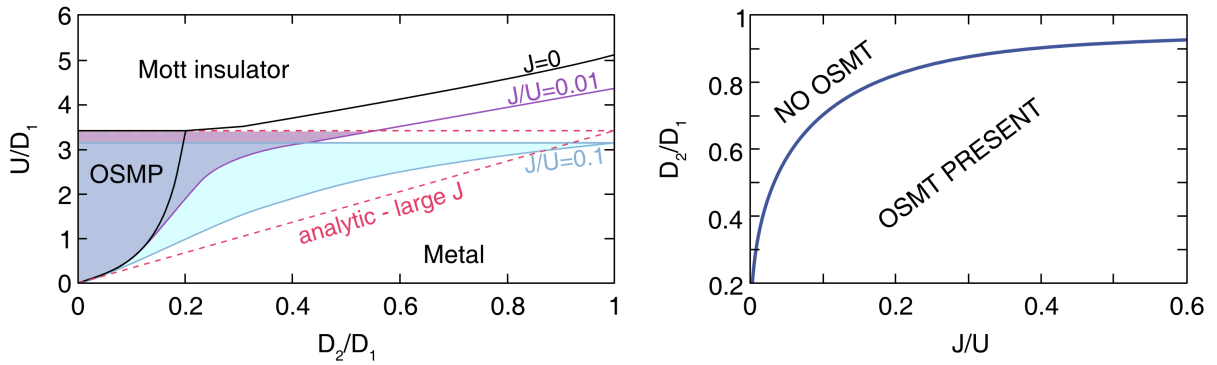 6
5
4
3
2
1
0
U/D₁
Mott insulator
J=0
J/U=0.01
OSMP
J/U=0.1
analytic - large J
Metal
0 0.2 0.4 0.6 0.8 1
D₂/D₁
1
0.8
0.6
0.4
0.2
D₂/D₁
NO OSMT
OSMT PRESENT
0 0.2 0.4 0.6
J/U